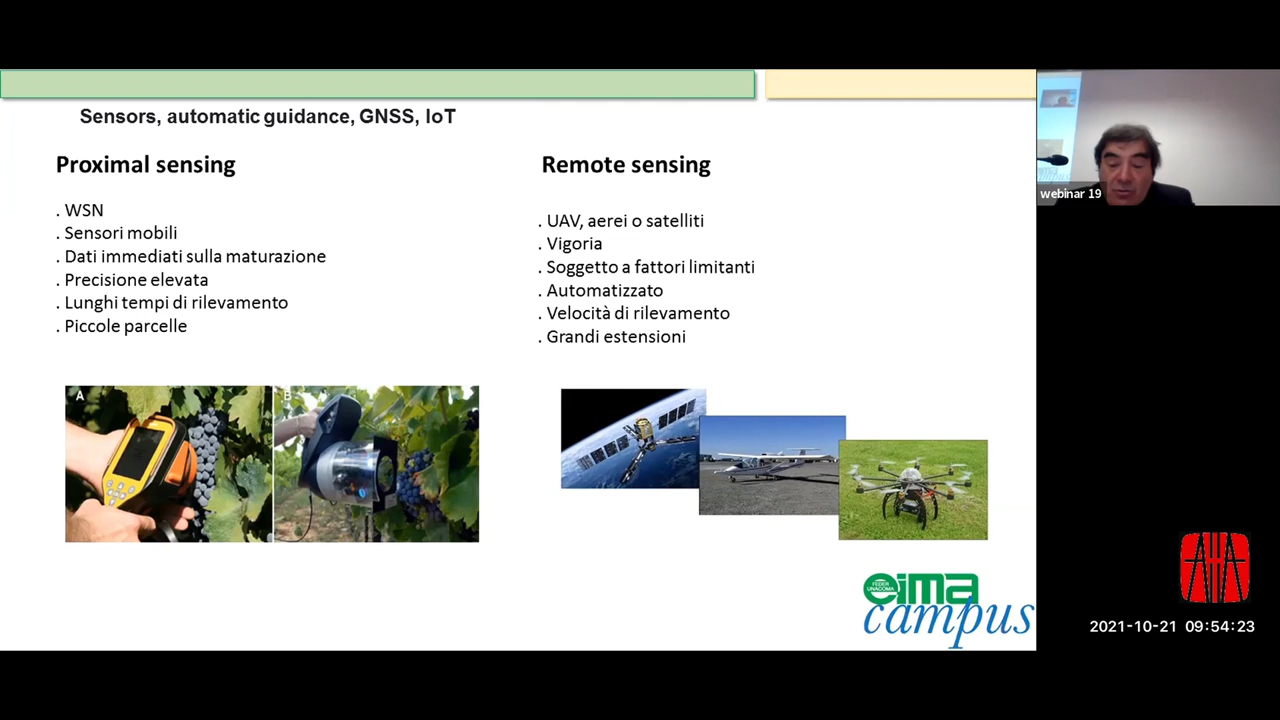 Sensors, automatic guidance, GNSS, IoT
Proximal sensing
. WSN
. Sensori mobili
. Dati immediati sulla maturazione
. Precisione elevata
. Lunghi tempi di rilevamento
. Piccole parcelle
Remote sensing
. UAV, aerei o satelliti
. Vigoria
. Soggetto a fattori limitanti
. Automatizzato
. Velocità di rilevamento
. Grandi estensioni
A
B
FEDER
UNACOMA
eima
campus
webinar 19
2021-10-21 09:54:23